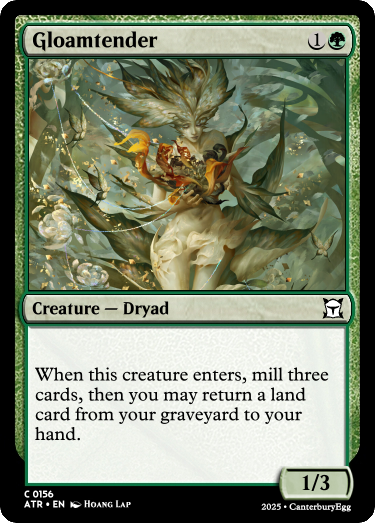 Gloamtender 1
Creature — Dryad
When this creature enters, mill three
cards, then you may return a land
card from your graveyard to your
hand.
1/3
C 0156
ATR • EN Hoang Lap
2025 • CanterburyEgg